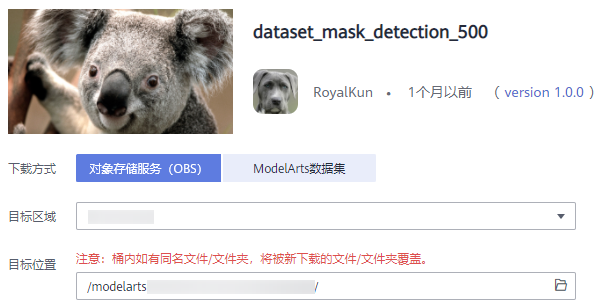 dataset_mask_detection_500
RoyalKun • 1个月以前 （ version 1.0.0 ）
下载方式 对象存储服务（OBS） ModelArts数据集
目标区域
注意：桶内如有同名文件/文件夹，将被新下载的文件/文件夹覆盖。
目标位置
/modelarts /